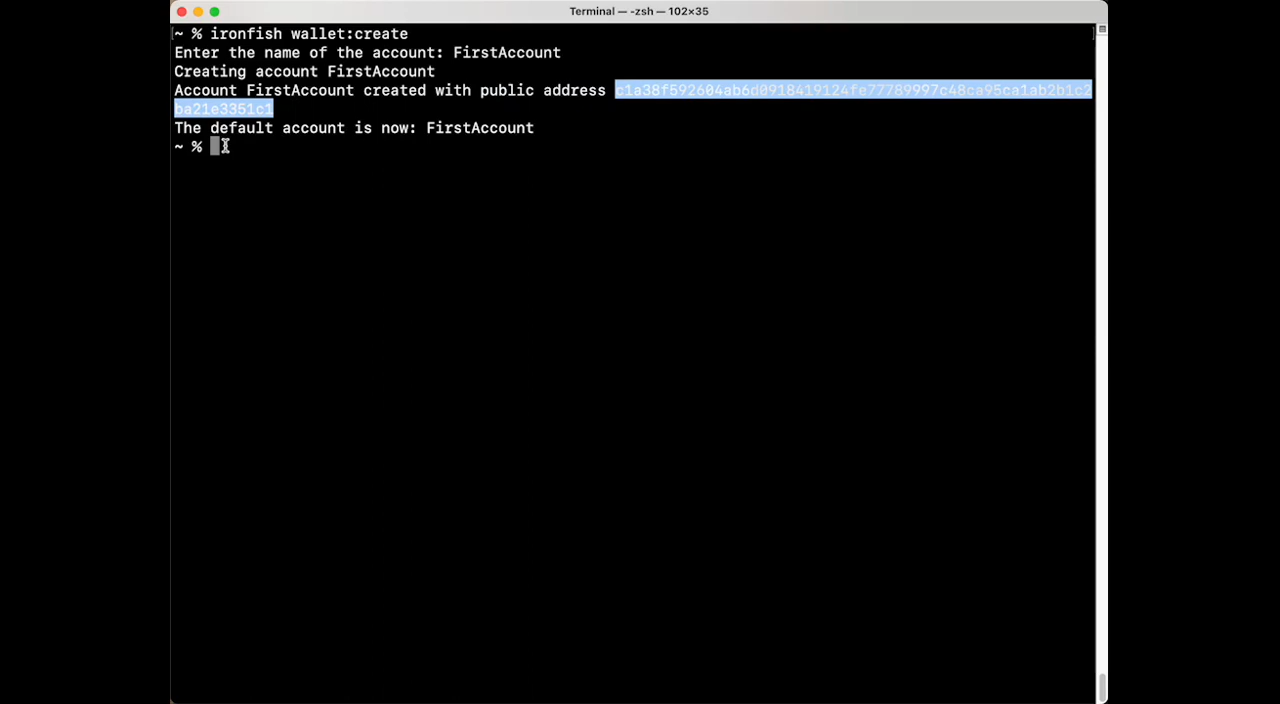 Terminal — -zsh — 102×35
~ % ironfish wallet:create
Enter the name of the account: FirstAccount
Creating account FirstAccount
Account FirstAccount created with public address c1a38f592604ab6d0918419124fe77789997c48ca95ca1ab2b1c2
ba21e3351c1
The default account is now: FirstAccount
~ %